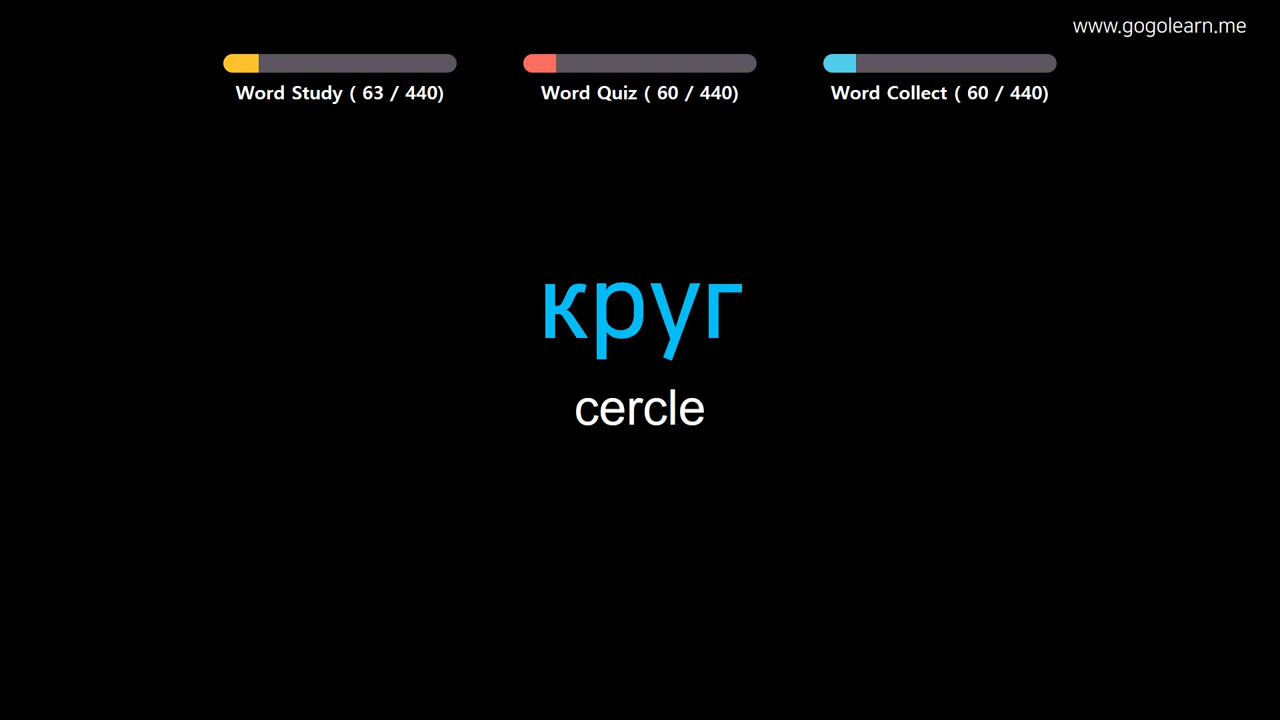 www.gogolearn.me
Word Study ( 63 / 440)
Word Quiz ( 60 / 440)
Word Collect ( 60 / 440)
круг
cercle